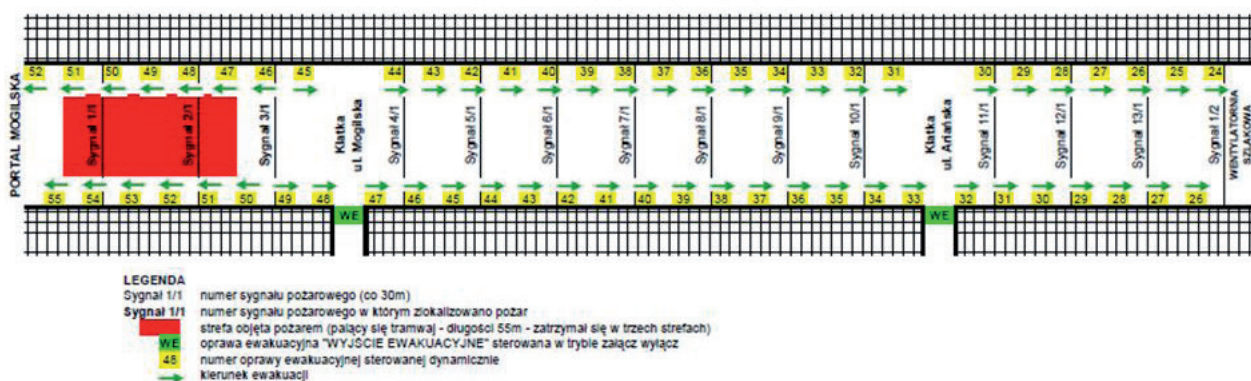 52 51 50 49 48 47 46 45 44 43 42 41 40 39 38 37 36 35 34 33 32 31 30 29 28 27 26 25 24
PORTAL MOGILSKA
Sygnał 1/1
Sygnał 2/1
Sygnał 3/1
Klatka
ul. Mogilska
Sygnał 4/1
Sygnał 5/1
Sygnał 6/1
Sygnał 7/1
Sygnał 8/1
Sygnał 9/1
Sygnał 10/1
Klatka
ul. Ariańska
Sygnał 11/1
Sygnał 12/1
Sygnał 13/1
Sygnał 1/2
WENTYLATORNIA
SZLAKOWA
55 54 53 52 51 50 49 48 47 46 45 44 43 42 41 40 39 38 37 36 35 34 33 32 31 30 29 28 27 26
WE WE
LEGENDA
Sygnał 1/1 numer sygnału pożarowego (co 30m)
Sygnał 1/1 numer sygnału pożarowego w którym zlokalizowano pożar
strefa objęta pożarem (palący się tramwaj - długości 55m - zatrzymał się w trzech strefach)
WE oprawa ewakuacyjna "WYJŚCIE EWAKUACYJNE" sterowana w trybie załącz wyłącz
48 numer oprawy ewakuacyjnej sterowanej dynamicznie
kierunek ewakuacji